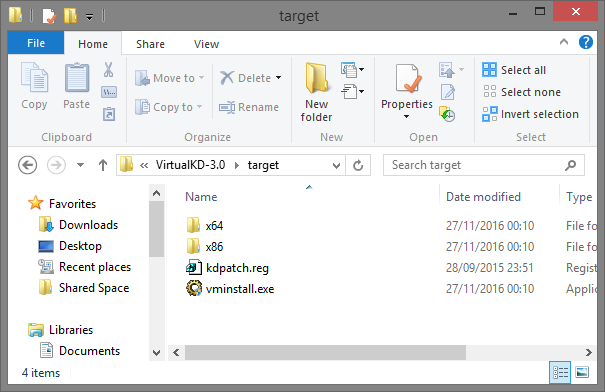 target
File Home Share View
Copy Paste Move to Copy to Delete Rename New folder Properties Select all Select none Invert selection
Clipboard Organize New Open Select
« VirtualKD-3.0 target Search target
Favorites
Downloads
Desktop
Recent places
Shared Space
Libraries
Documents
Name Date modified Type
x64 27/11/2016 00:10 File fo
x86 27/11/2016 00:10 File fo
kdpatch.reg 28/09/2015 23:51 Regist
vminstall.exe 27/11/2016 00:10 Applic
4 items